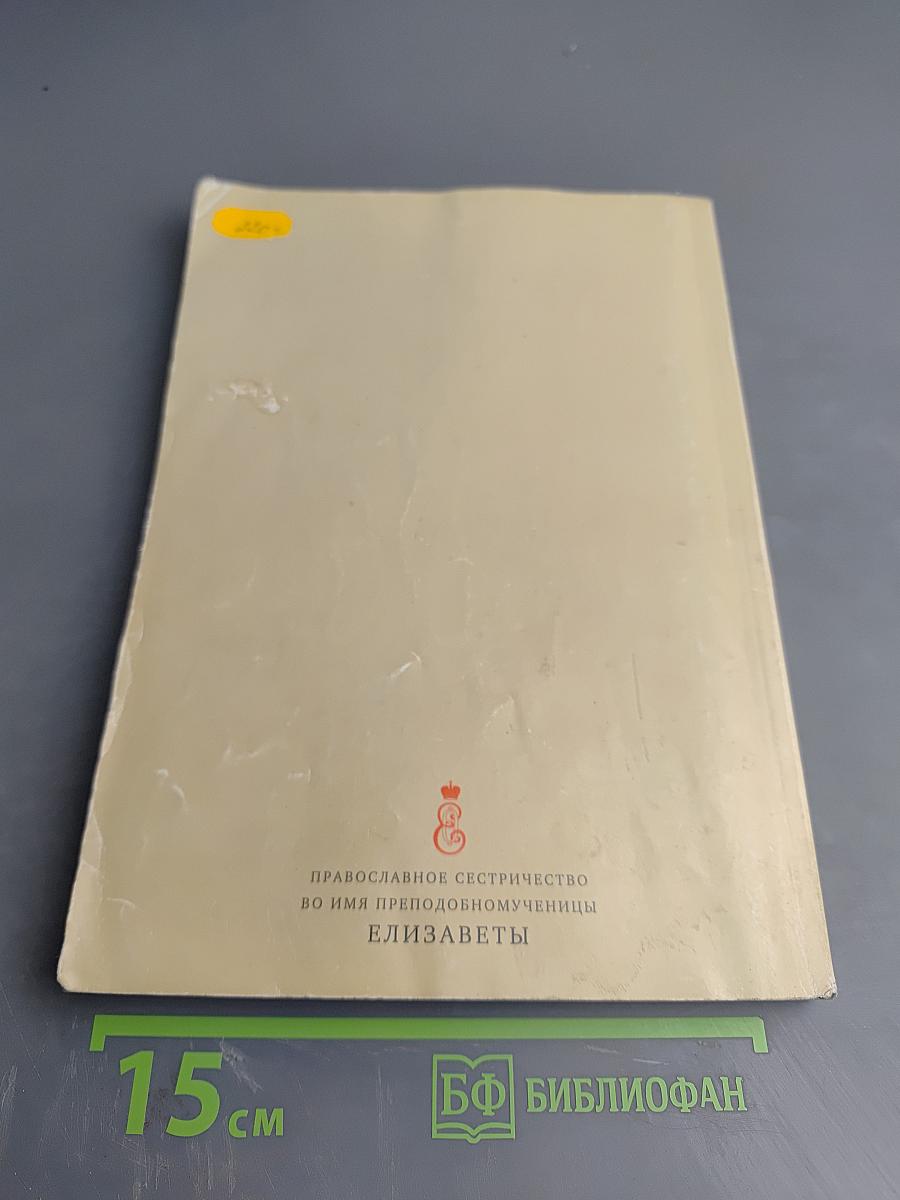 ПРАВОСЛАВНОЕ СЕСТРИЧЕСТВО
ВО ИМЯ ПРЕПОДОБНОМУЧЕНИЦЫ
ЕЛИЗАВЕТЫ
15 см
БФ БИБЛИОФАН